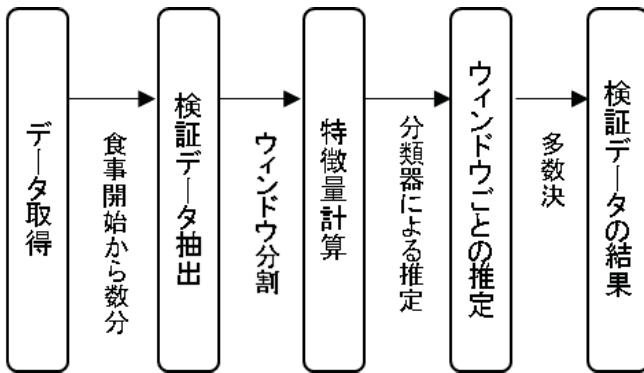 データ取得
食事開始から数分
検証データ抽出
ウィンドウ分割
特徴量計算
分類器による推定
ウィンドウごとの推定
多数決
検証データの結果